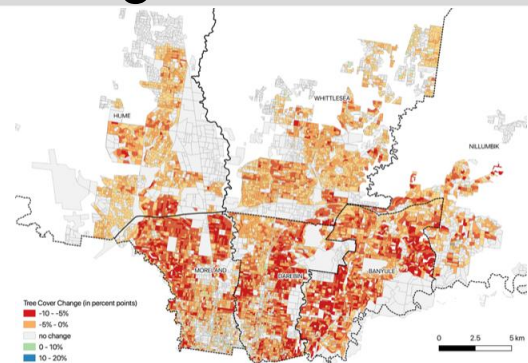 HUME
WHITTLESEA
NILLUMBIK
MORELAND
DAREBIN
BANYULE
Tree Cover Change (in percent points)
-10 - -5%
-5% - 0%
no change
0 - 10%
10 - 20%
0 2.5 5 km